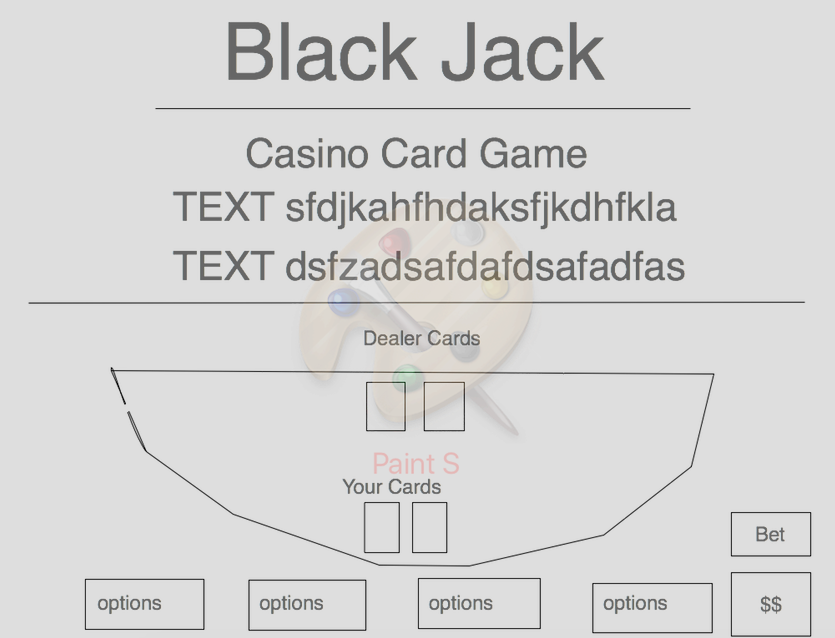 Black Jack
Casino Card Game
TEXT sfdjkahfhdaksfjkdhfkla
TEXT dsfzadsafdafdsafadfas
Dealer Cards
Paint S
Your Cards
Bet
options options options options $$